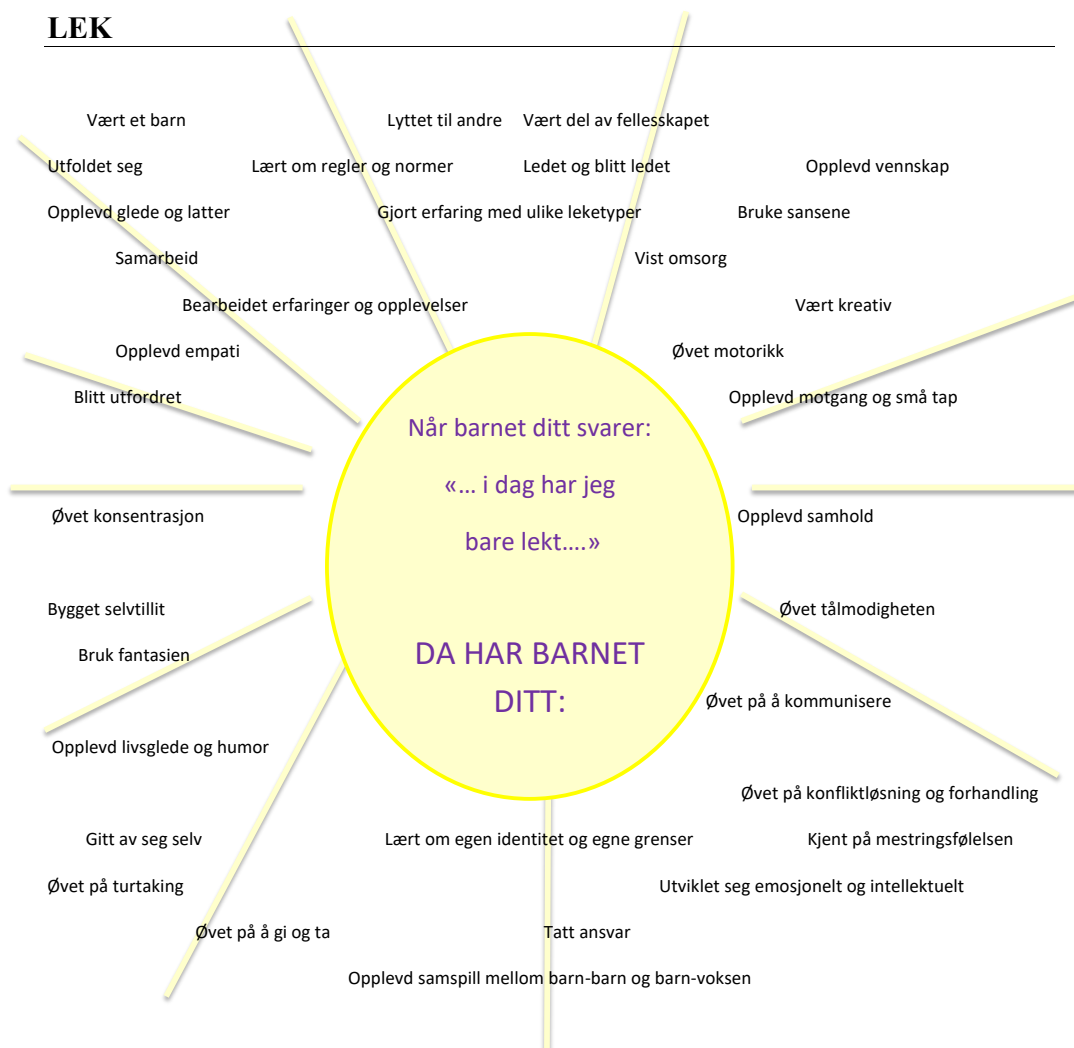 LEK
Vært et barn Lyttet til andre Vært del av fellesskapet
Utfoldet seg Lært om regler og normer Ledet og blitt ledet Opplevd vennskap
Opplevd glede og latter Gjort erfaring med ulike leketyper Bruke sansene
Samarbeid Vist omsorg
Bearbeidet erfaringer og opplevelser Vært kreativ
Opplevd empati Øvet motorikk
Blitt utfordret Opplevd motgang og små tap
Når barnet ditt svarer:
«… i dag har jeg
bare lekt….»
Øvet konsentrasjon Opplevd samhold
Bygget selvtillit Øvet tålmodigheten
Bruk fantasien
DA HAR BARNET
DITT:
Øvet på å kommunisere
Opplevd livsglede og humor
Øvet på konfliktløsning og forhandling
Gitt av seg selv Lært om egen identitet og egne grenser Kjent på mestringsfølelsen
Øvet på turtaking Utviklet seg emosjonelt og intellektuelt
Øvet på å gi og ta Tatt ansvar
Opplevd samspill mellom barn-barn og barn-voksen